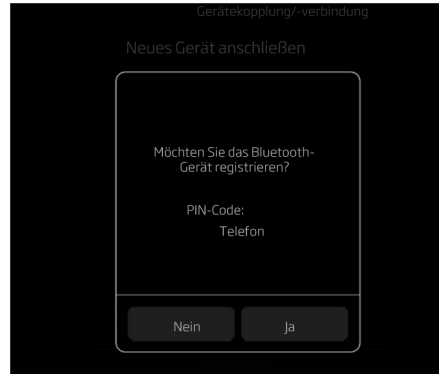 Gerätekopplung/-verbindung
Neues Gerät anschließen
Möchten Sie das Bluetooth-
Gerät registrieren?
PIN-Code:
Telefon
Nein
Ja